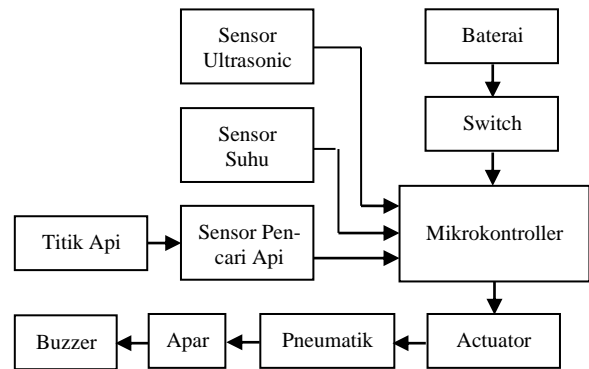 Sensor
Ultrasonic
Baterai
Switch
Sensor
Suhu
Titik Api
Sensor Pen-
cari Api
Mikrokontroller
Buzzer
Apar
Pneumatik
Actuator